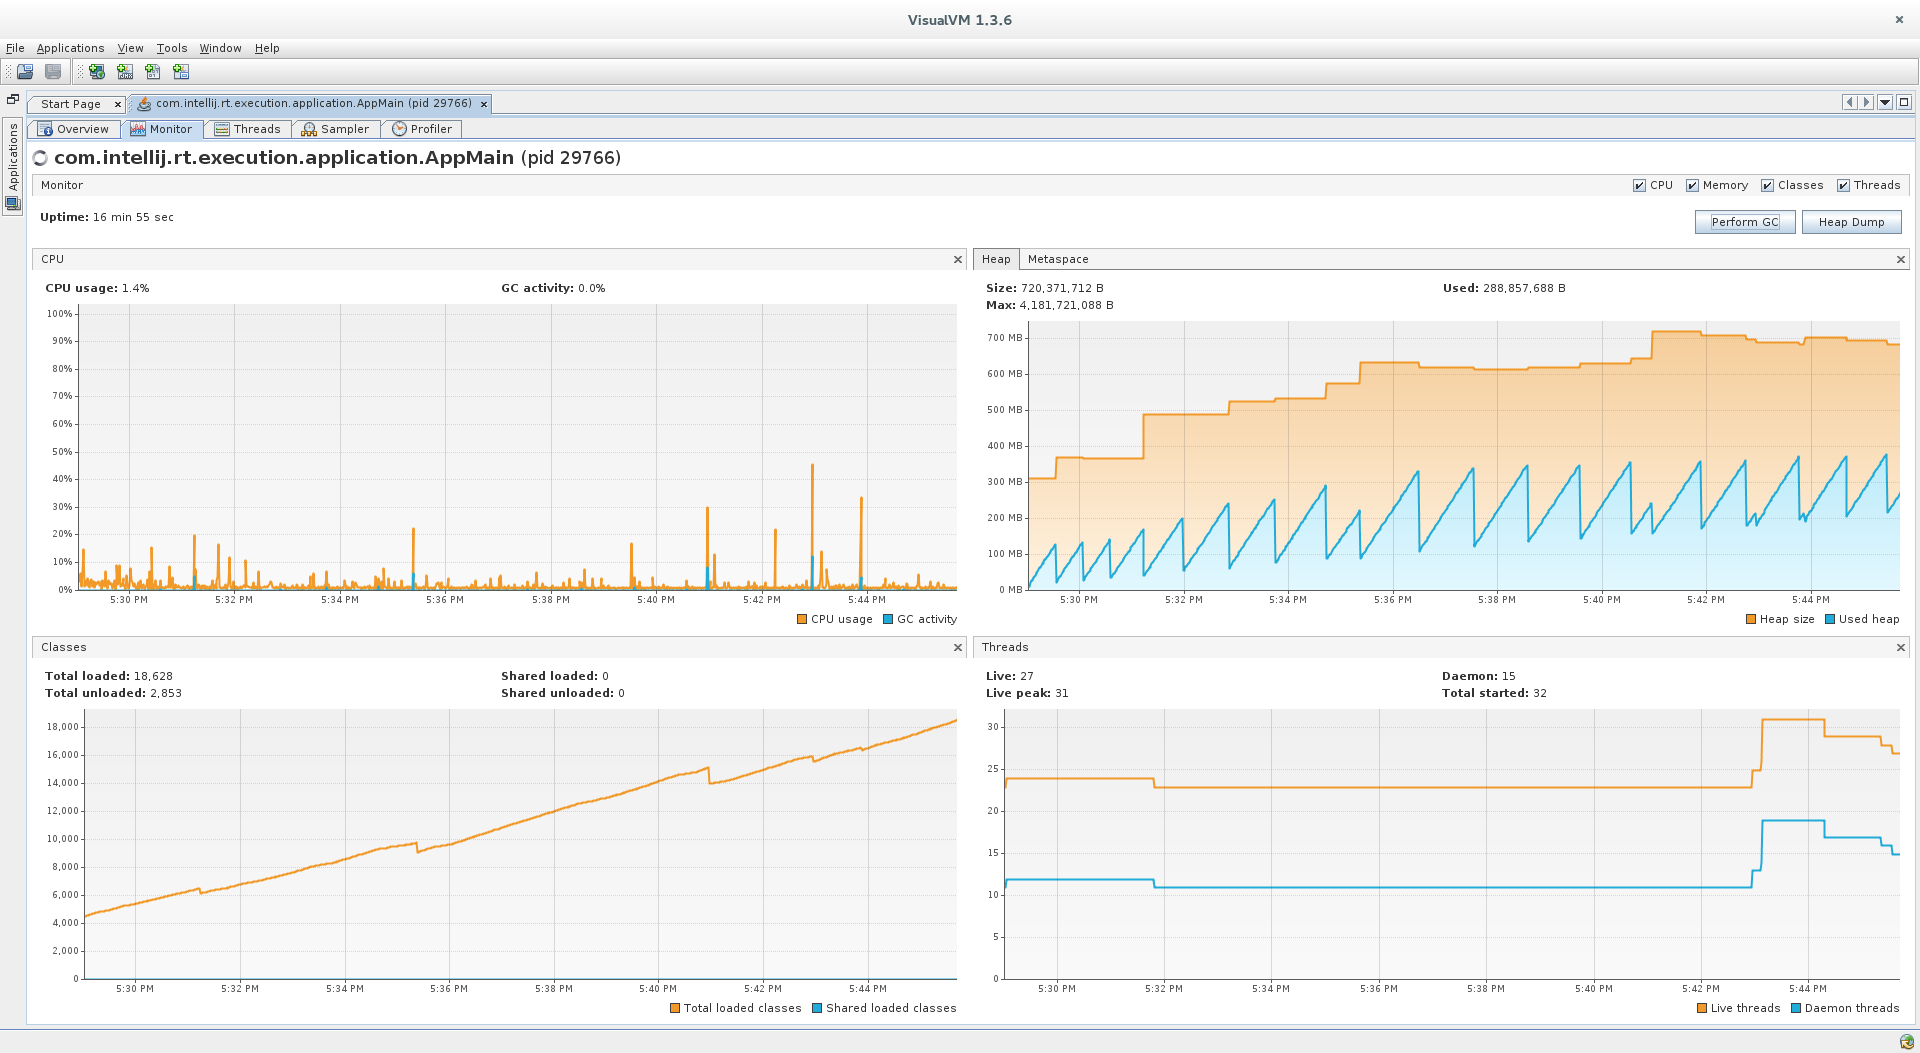 VisualVM 1.3.6
File Applications View Tools Window Help
Start Page com.intellij.rt.execution.application.AppMain (pid 29766)
Applications
Overview Monitor Threads Sampler Profiler
com.intellij.rt.execution.application.AppMain (pid 29766)
Monitor
CPU Memory Classes Threads
Uptime: 16 min 55 sec
Perform GC Heap Dump
CPU
CPU usage: 1.4% GC activity: 0.0%
100%
90%
80%
70%
60%
50%
40%
30%
20%
10%
0%
5:30 PM 5:32 PM 5:34 PM 5:36 PM 5:38 PM 5:40 PM 5:42 PM 5:44 PM
CPU usage GC activity
Heap Metaspace
Size: 720,371,712 B Used: 288,857,688 B
Max: 4,181,721,088 B
700 MB
600 MB
500 MB
400 MB
300 MB
200 MB
100 MB
0 MB
5:30 PM 5:32 PM 5:34 PM 5:36 PM 5:38 PM 5:40 PM 5:42 PM 5:44 PM
Heap size Used heap
Classes
Total loaded: 18,628 Shared loaded: 0
Total unloaded: 2,853 Shared unloaded: 0
18,000
16,000
14,000
12,000
10,000
8,000
6,000
4,000
2,000
0
5:30 PM 5:32 PM 5:34 PM 5:36 PM 5:38 PM 5:40 PM 5:42 PM 5:44 PM
Total loaded classes Shared loaded classes
Threads
Live: 27 Daemon: 15
Live peak: 31 Total started: 32
30
25
20
15
10
5
0
5:30 PM 5:32 PM 5:34 PM 5:36 PM 5:38 PM 5:40 PM 5:42 PM 5:44 PM
Live threads Daemon threads